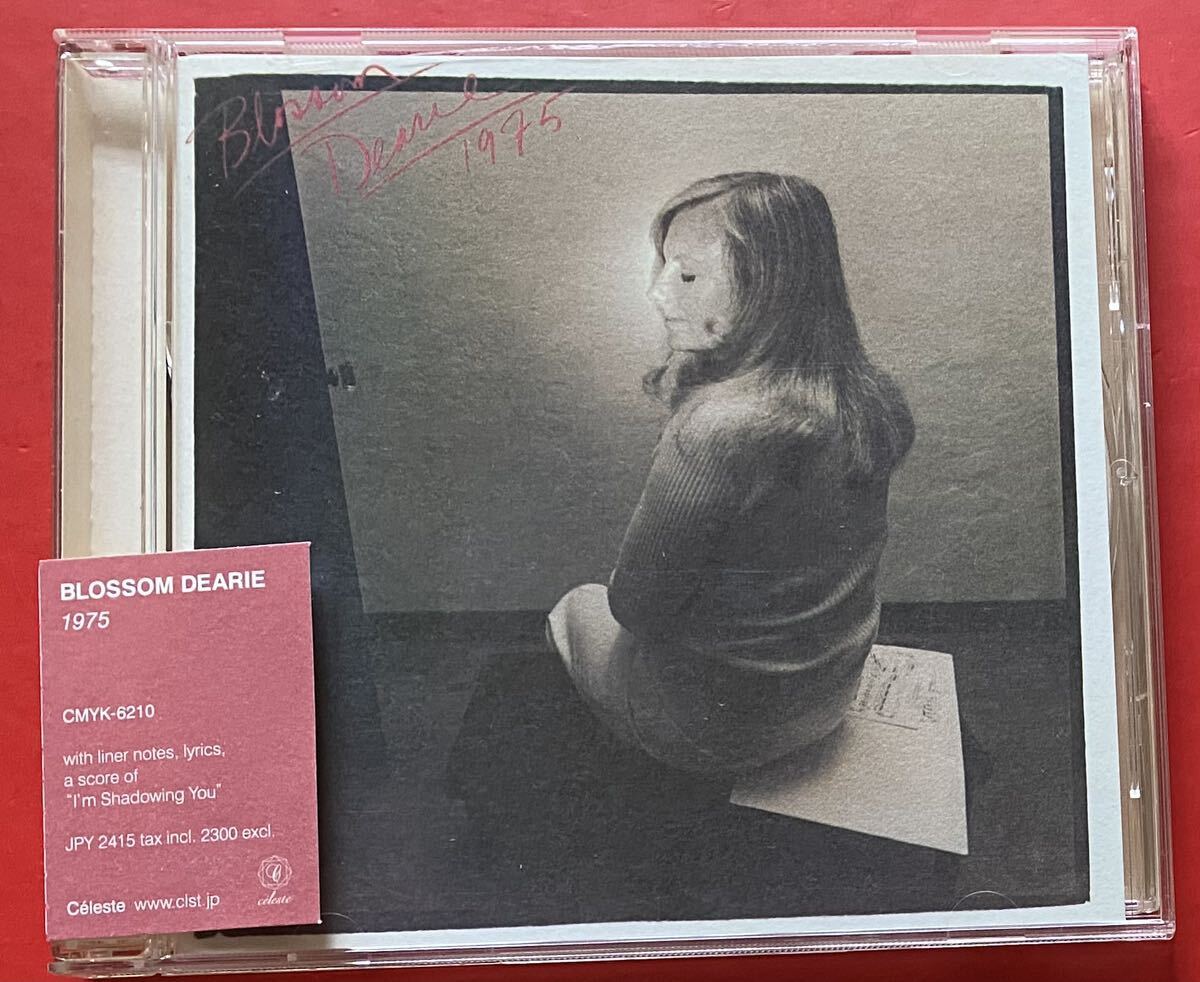 Blossom
Dearie
1975
BLOSSOM DEARIE
1975
CMYK-6210
with liner notes, lyrics,
a score of
"I'm Shadowing You"
JPY 2415 tax incl. 2300 excl.
Céleste www.clst.jp
céleste